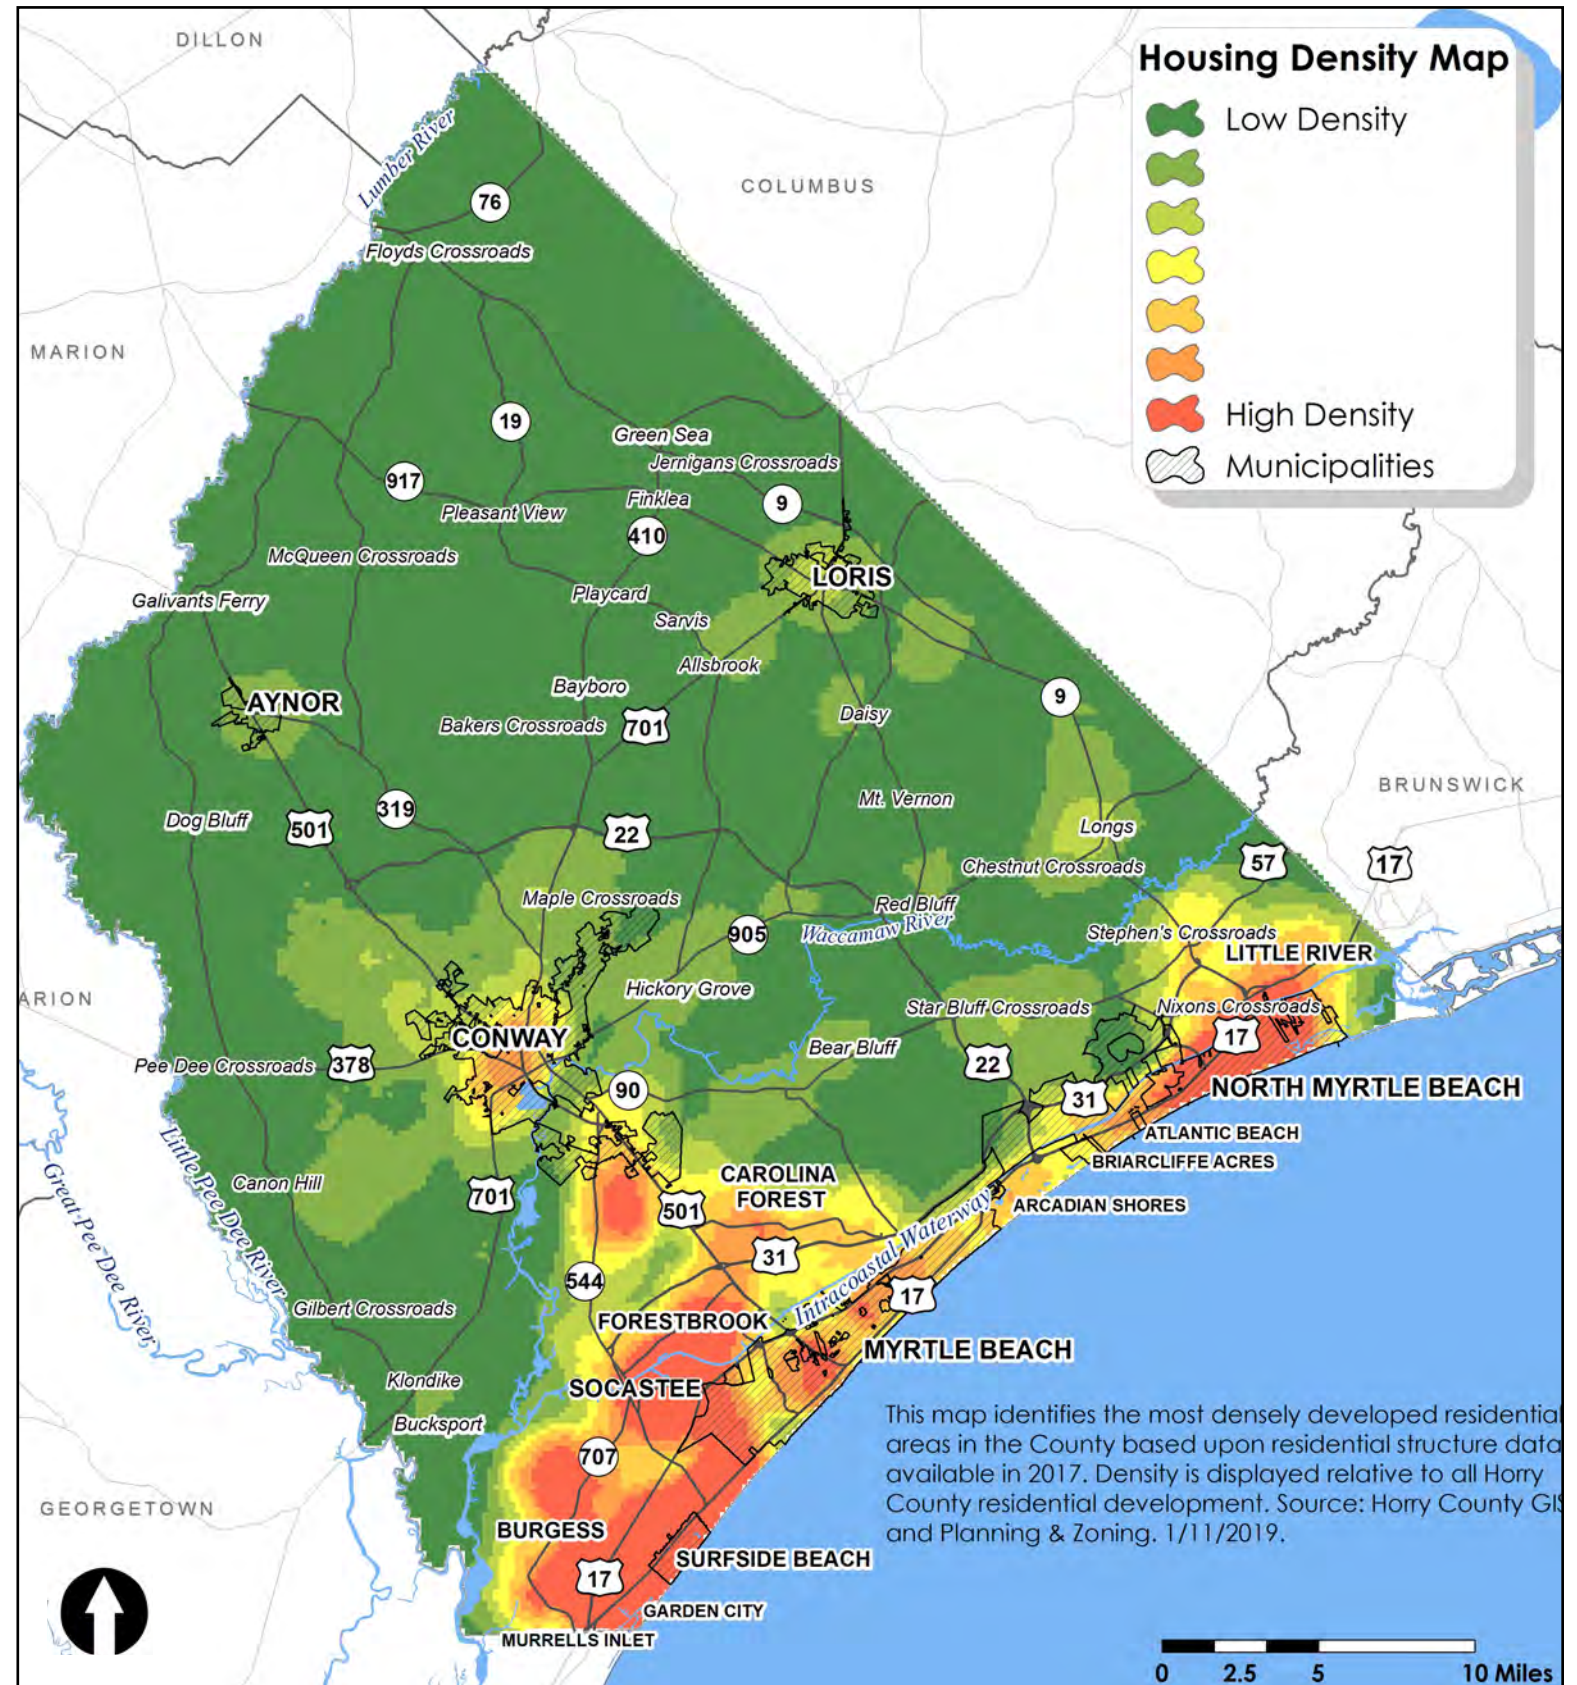 Housing Density Map
Low Density
High Density
Municipalities
DILLON
COLUMBUS
MARION
BRUNSWICK
ARION
GEORGETOWN
Lumber River
76
Floyds Crossroads
19
Green Sea
Jernigans Crossroads
917
Finklea
9
Pleasant View
410
McQueen Crossroads
LORIS
Playcard
Galivants Ferry
Sarvis
Allsbrook
Bayboro
9
AYNOR
Daisy
Bakers Crossroads
701
Mt. Vernon
319
Dog Bluff
501
22
Longs
57
17
Chestnut Crossroads
Maple Crossroads
Red Bluff
Waccamaw River
905
Stephen's Crossroads
LITTLE RIVER
Hickory Grove
Star Bluff Crossroads
Nixons Crossroads
CONWAY
17
Bear Bluff
Pee Dee Crossroads
378
22
90
31
NORTH MYRTLE BEACH
ATLANTIC BEACH
BRIARCLIFFE ACRES
Little Pee Dee River
Great Pee Dee River
Canon Hill
701
CAROLINA
FOREST
501
ARCADIAN SHORES
Intracoastal Waterway
31
544
17
Gilbert Crossroads
FORESTBROOK
MYRTLE BEACH
Klondike
SOCASTEE
Bucksport
707
This map identifies the most densely developed residential
areas in the County based upon residential structure data
available in 2017. Density is displayed relative to all Horry
County residential development. Source: Horry County GIS
and Planning & Zoning. 1/11/2019.
BURGESS
SURFSIDE BEACH
17
GARDEN CITY
MURRELLS INLET
0 2.5 5 10 Miles